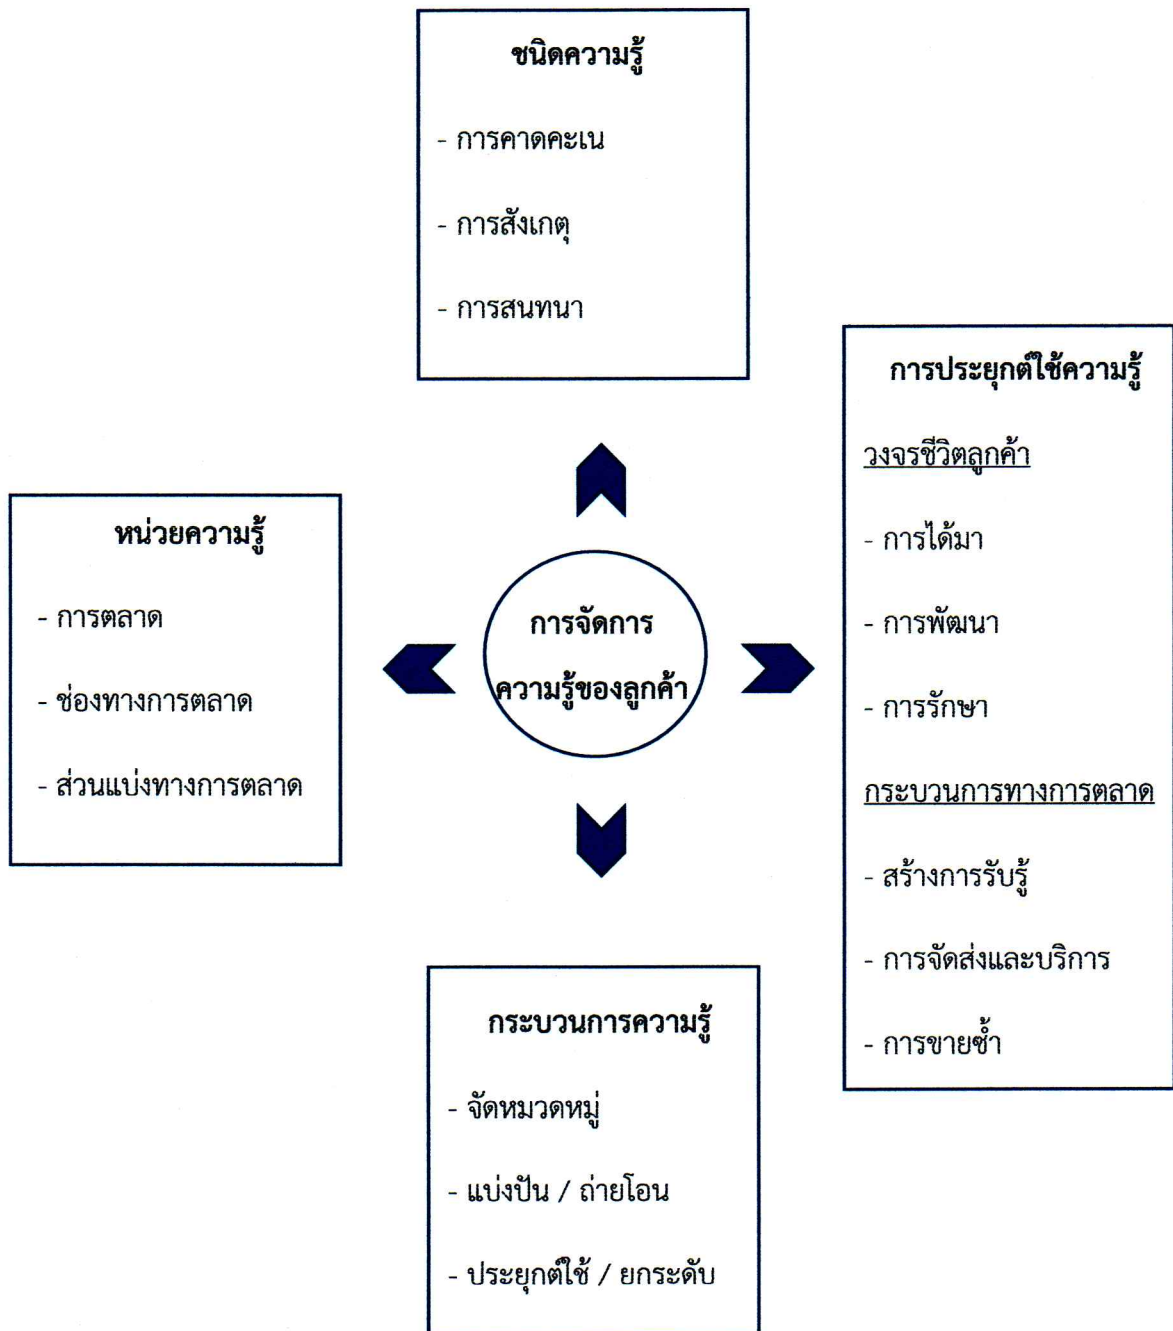 ชนิดความรู้
- การคาดคะเน
- การสังเกตุ
- การสนทนา
การประยุกต์ใช้ความรู้
วงจรชีวิตลูกค้า
- การได้มา
- การพัฒนา
- การรักษา
กระบวนการทางการตลาด
- สร้างการรับรู้
- การจัดส่งและบริการ
- การขายซ้ำ
หน่วยความรู้
- การตลาด
- ช่องทางการตลาด
- ส่วนแบ่งทางการตลาด
การจัดการ
ความรู้ของลูกค้า
กระบวนการความรู้
- จัดหมวดหมู่
- แบ่งปัน / ถ่ายโอน
- ประยุกต์ใช้ / ยกระดับ